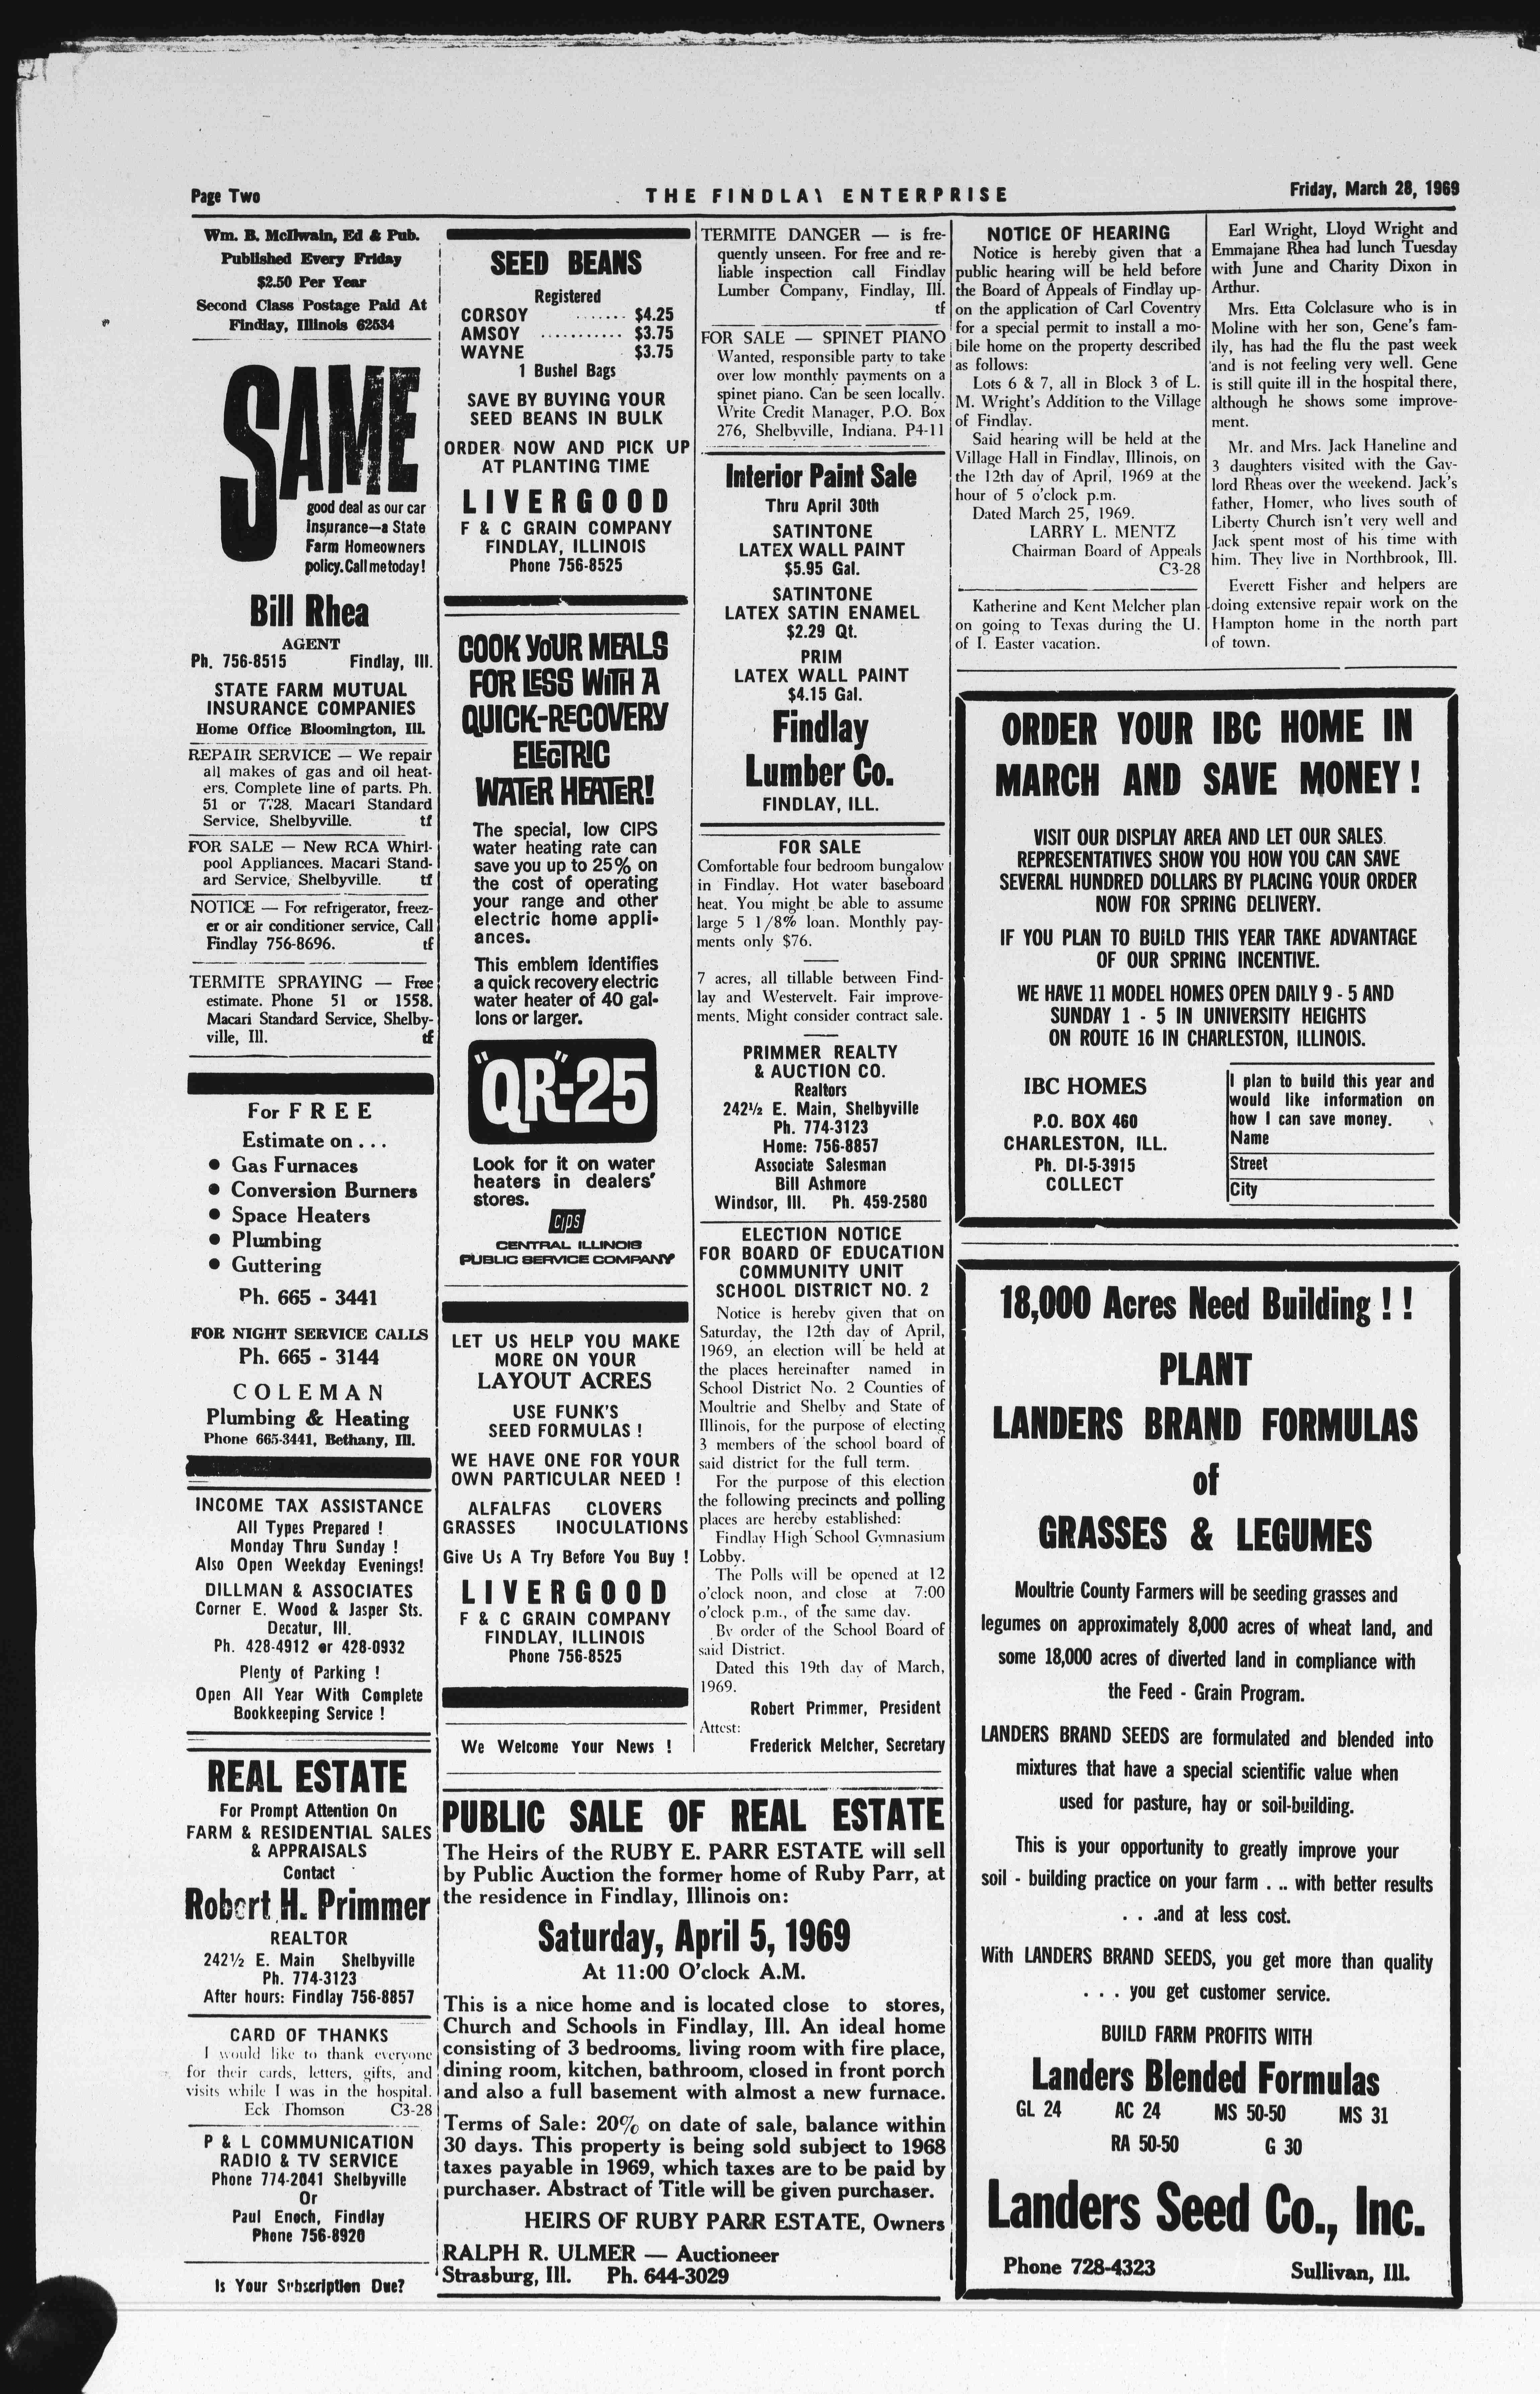 Page Two
THE FINDLAY ENTERPRISE
Friday, March 28, 1969
Wm. B. McIlwain, Ed & Pub.
Published Every Friday
$2.50 Per Year
Second Class Postage Paid At
Findlay, Illinois 62534
SAME
good deal as our car
insurance—a State
Farm Homeowners
policy. Call me today!
Bill Rhea
AGENT
Ph. 756-8515 Findlay, Ill.
STATE FARM MUTUAL
INSURANCE COMPANIES
Home Office Bloomington, Ill.
REPAIR SERVICE — We repair
all makes of gas and oil heat-
ers. Complete line of parts. Ph.
51 or 7728. Macari Standard
Service, Shelbyville. tf
FOR SALE — New RCA Whirl-
pool Appliances. Macari Stand-
ard Service, Shelbyville. tf
NOTICE — For refrigerator, freez-
er or air conditioner service, Call
Findlay 756-8696. tf
TERMITE SPRAYING — Free
estimate. Phone 51 or 1558.
Macari Standard Service, Shelby-
ville, Ill. tf
For FREE
Estimate on ...
● Gas Furnaces
● Conversion Burners
● Space Heaters
● Plumbing
● Guttering
Ph. 665 - 3441
FOR NIGHT SERVICE CALLS
Ph. 665 - 3144
COLEMAN
Plumbing & Heating
Phone 665-3441, Bethany, Ill.
INCOME TAX ASSISTANCE
All Types Prepared !
Monday Thru Sunday !
Also Open Weekday Evenings!
DILLMAN & ASSOCIATES
Corner E. Wood & Jasper Sts.
Decatur, Ill.
Ph. 428-4912 or 428-0932
Plenty of Parking !
Open All Year With Complete
Bookkeeping Service !
REAL ESTATE
For Prompt Attention On
FARM & RESIDENTIAL SALES
& APPRAISALS
Contact
Robert H. Primmer
REALTOR
242½ E. Main Shelbyville
Ph. 774-3123
After hours: Findlay 756-8857
CARD OF THANKS
I would like to thank everyone
for their cards, letters, gifts, and
visits while I was in the hospital.
Eck Thomson C3-28
P & L COMMUNICATION
RADIO & TV SERVICE
Phone 774-2041 Shelbyville
Or
Paul Enoch, Findlay
Phone 756-8920
Is Your Subscription Due?
SEED BEANS
Registered
CORSOY ....... $4.25
AMSOY ........... $3.75
WAYNE $3.75
1 Bushel Bags
SAVE BY BUYING YOUR
SEED BEANS IN BULK
ORDER NOW AND PICK UP
AT PLANTING TIME
LIVERGOOD
F & C GRAIN COMPANY
FINDLAY, ILLINOIS
Phone 756-8525
COOK YOUR MEALS
FOR LESS WITH A
QUICK-RECOVERY
ELECTRIC
WATER HEATER!
The special, low CIPS
water heating rate can
save you up to 25% on
the cost of operating
your range and other
electric home appli-
ances.
This emblem identifies
a quick recovery electric
water heater of 40 gal-
lons or larger.
"QR"-25
Look for it on water
heaters in dealers'
stores.
CIPS
CENTRAL ILLINOIS
PUBLIC SERVICE COMPANY
LET US HELP YOU MAKE
MORE ON YOUR
LAYOUT ACRES
USE FUNK'S
SEED FORMULAS !
WE HAVE ONE FOR YOUR
OWN PARTICULAR NEED !
ALFALFAS CLOVERS
GRASSES INOCULATIONS
Give Us A Try Before You Buy !
LIVERGOOD
F & C GRAIN COMPANY
FINDLAY, ILLINOIS
Phone 756-8525
We Welcome Your News !
TERMITE DANGER — is fre-
quently unseen. For free and re-
liable inspection call Findlay
Lumber Company, Findlay, Ill.
tf
FOR SALE — SPINET PIANO
Wanted, responsible party to take
over low monthly payments on a
spinet piano. Can be seen locally.
Write Credit Manager, P.O. Box
276, Shelbyville, Indiana. P4-11
Interior Paint Sale
Thru April 30th
SATINTONE
LATEX WALL PAINT
$5.95 Gal.
SATINTONE
LATEX SATIN ENAMEL
$2.29 Qt.
PRIM
LATEX WALL PAINT
$4.15 Gal.
Findlay
Lumber Co.
FINDLAY, ILL.
FOR SALE
Comfortable four bedroom bungalow
in Findlay. Hot water baseboard
heat. You might be able to assume
large 5 1/8% loan. Monthly pay-
ments only $76.
7 acres, all tillable between Find-
lay and Westervelt. Fair improve-
ments. Might consider contract sale.
PRIMMER REALTY
& AUCTION CO.
Realtors
242½ E. Main, Shelbyville
Ph. 774-3123
Home: 756-8857
Associate Salesman
Bill Ashmore
Windsor, Ill. Ph. 459-2580
ELECTION NOTICE
FOR BOARD OF EDUCATION
COMMUNITY UNIT
SCHOOL DISTRICT NO. 2
Notice is hereby given that on
Saturday, the 12th day of April,
1969, an election will be held at
the places hereinafter named in
School District No. 2 Counties of
Moultrie and Shelby and State of
Illinois, for the purpose of electing
3 members of the school board of
said district for the full term.
For the purpose of this election
the following precincts and polling
places are hereby established:
Findlay High School Gymnasium
Lobby.
The Polls will be opened at 12
o'clock noon, and close at 7:00
o'clock p.m., of the same day.
By order of the School Board of
said District.
Dated this 19th day of March,
1969.
Robert Primmer, President
Attest:
Frederick Melcher, Secretary
PUBLIC SALE OF REAL ESTATE
The Heirs of the RUBY E. PARR ESTATE will sell
by Public Auction the former home of Ruby Parr, at
the residence in Findlay, Illinois on:
Saturday, April 5, 1969
At 11:00 O'clock A.M.
This is a nice home and is located close to stores,
Church and Schools in Findlay, Ill. An ideal home
consisting of 3 bedrooms, living room with fire place,
dining room, kitchen, bathroom, closed in front porch
and also a full basement with almost a new furnace.
Terms of Sale: 20% on date of sale, balance within
30 days. This property is being sold subject to 1968
taxes payable in 1969, which taxes are to be paid by
purchaser. Abstract of Title will be given purchaser.
HEIRS OF RUBY PARR ESTATE, Owners
RALPH R. ULMER — Auctioneer
Strasburg, Ill. Ph. 644-3029
NOTICE OF HEARING
Notice is hereby given that a
public hearing will be held before
the Board of Appeals of Findlay up-
on the application of Carl Coventry
for a special permit to install a mo-
bile home on the property described
as follows:
Lots 6 & 7, all in Block 3 of L.
M. Wright's Addition to the Village
of Findlay.
Said hearing will be held at the
Village Hall in Findlay, Illinois, on
the 12th day of April, 1969 at the
hour of 5 o'clock p.m.
Dated March 25, 1969.
LARRY L. MENTZ
Chairman Board of Appeals
C3-28
Katherine and Kent Melcher plan
on going to Texas during the U.
of I. Easter vacation.
Earl Wright, Lloyd Wright and
Emmajane Rhea had lunch Tuesday
with June and Charity Dixon in
Arthur.
Mrs. Etta Colclasure who is in
Moline with her son, Gene's fam-
ily, has had the flu the past week
and is not feeling very well. Gene
is still quite ill in the hospital there,
although he shows some improve-
ment.
Mr. and Mrs. Jack Haneline and
3 daughters visited with the Gay-
lord Rheas over the weekend. Jack's
father, Homer, who lives south of
Liberty Church isn't very well and
Jack spent most of his time with
him. They live in Northbrook, Ill.
Everett Fisher and helpers are
doing extensive repair work on the
Hampton home in the north part
of town.
ORDER YOUR IBC HOME IN
MARCH AND SAVE MONEY !
VISIT OUR DISPLAY AREA AND LET OUR SALES
REPRESENTATIVES SHOW YOU HOW YOU CAN SAVE
SEVERAL HUNDRED DOLLARS BY PLACING YOUR ORDER
NOW FOR SPRING DELIVERY.
IF YOU PLAN TO BUILD THIS YEAR TAKE ADVANTAGE
OF OUR SPRING INCENTIVE.
WE HAVE 11 MODEL HOMES OPEN DAILY 9 - 5 AND
SUNDAY 1 - 5 IN UNIVERSITY HEIGHTS
ON ROUTE 16 IN CHARLESTON, ILLINOIS.
IBC HOMES
P.O. BOX 460
CHARLESTON, ILL.
Ph. DI-5-3915
COLLECT
I plan to build this year and
would like information on
how I can save money.
Name
Street
City
18,000 Acres Need Building ! !
PLANT
LANDERS BRAND FORMULAS
of
GRASSES & LEGUMES
Moultrie County Farmers will be seeding grasses and
legumes on approximately 8,000 acres of wheat land, and
some 18,000 acres of diverted land in compliance with
the Feed - Grain Program.
LANDERS BRAND SEEDS are formulated and blended into
mixtures that have a special scientific value when
used for pasture, hay or soil-building.
This is your opportunity to greatly improve your
soil - building practice on your farm . .. with better results
. . .and at less cost.
With LANDERS BRAND SEEDS, you get more than quality
. . . you get customer service.
BUILD FARM PROFITS WITH
Landers Blended Formulas
GL 24 AC 24 MS 50-50 MS 31
RA 50-50 G 30
Landers Seed Co., Inc.
Phone 728-4323 Sullivan, Ill.